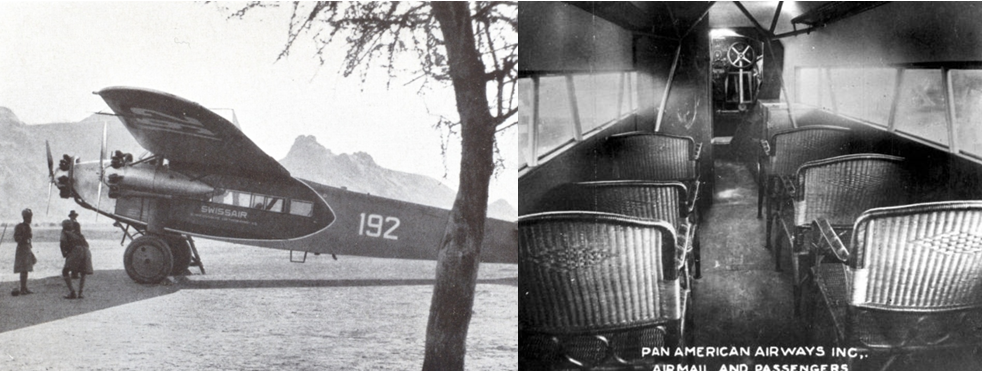 SWISSAIR
192
PAN AMERICAN AIRWAYS INC,.
AIRMAIL AND PASSENGERS